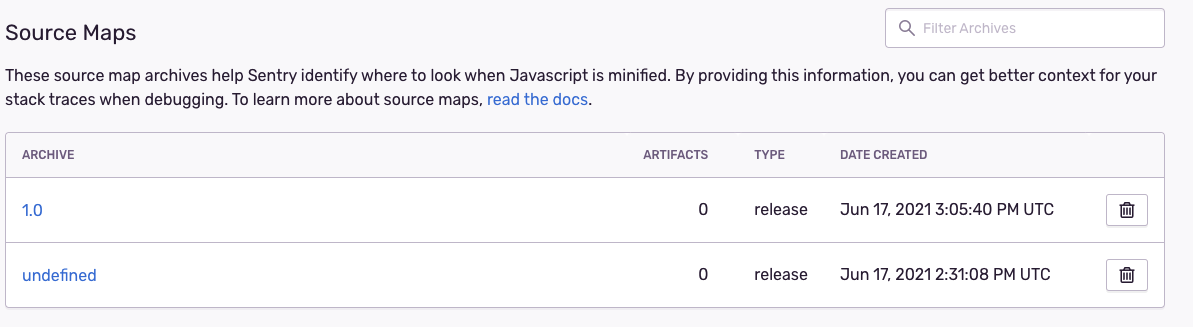 Source Maps
Filter Archives
These source map archives help Sentry identify where to look when Javascript is minified. By providing this information, you can get better context for your
stack traces when debugging. To learn more about source maps, read the docs.
ARCHIVE ARTIFACTS TYPE DATE CREATED
1.0 0 release Jun 17, 2021 3:05:40 PM UTC
undefined 0 release Jun 17, 2021 2:31:08 PM UTC